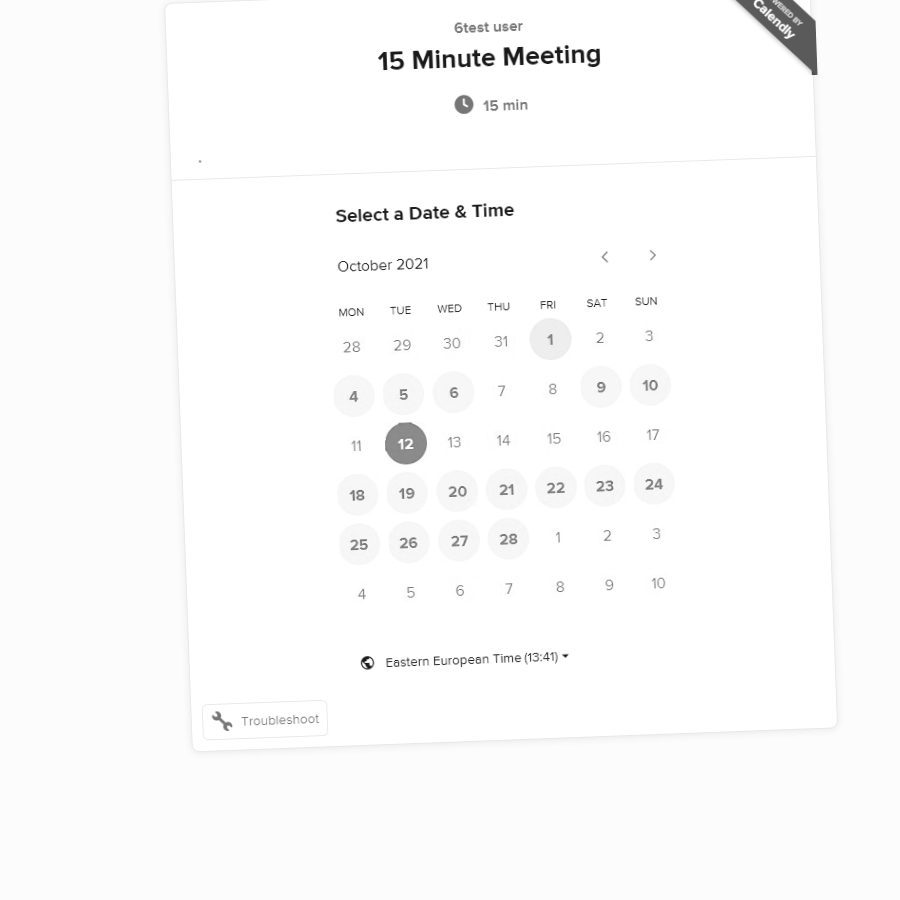 WERED BY
Calendly
6test user
15 Minute Meeting
15 min
.
Select a Date & Time
October 2021
MON TUE WED THU FRI SAT SUN
28 29 30 31 1 2 3
4 5 6 7 8 9 10
11 12 13 14 15 16 17
18 19 20 21 22 23 24
25 26 27 28 1 2 3
4 5 6 7 8 9 10
Eastern European Time (13:41)
Troubleshoot